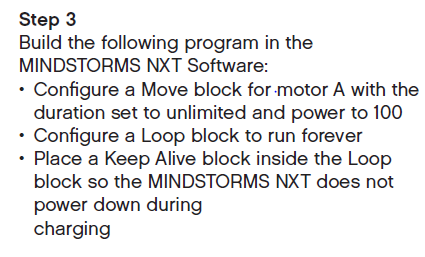 Step 3
Build the following program in the
MINDSTORMS NXT Software:
• Configure a Move block for motor A with the
duration set to unlimited and power to 100
• Configure a Loop block to run forever
• Place a Keep Alive block inside the Loop
block so the MINDSTORMS NXT does not
power down during
charging